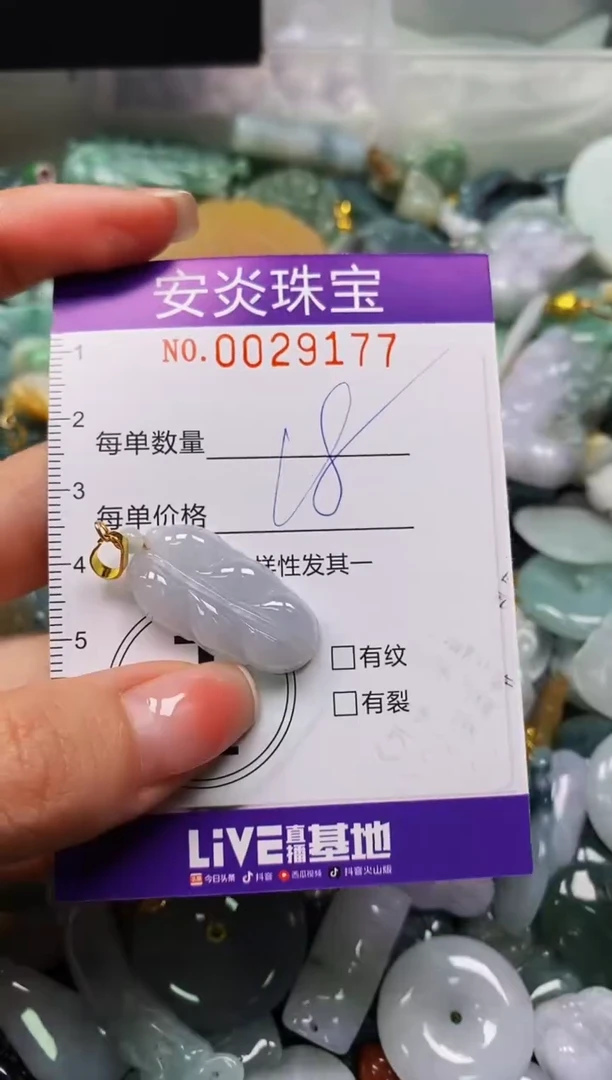 安炎珠宝
NO.0029177
1
2
每单数量
18
3
每单价格
4
样性发其一
5
有纹
有裂
LiVE直播基地
今日头条 抖音 西瓜视频 抖音火山版